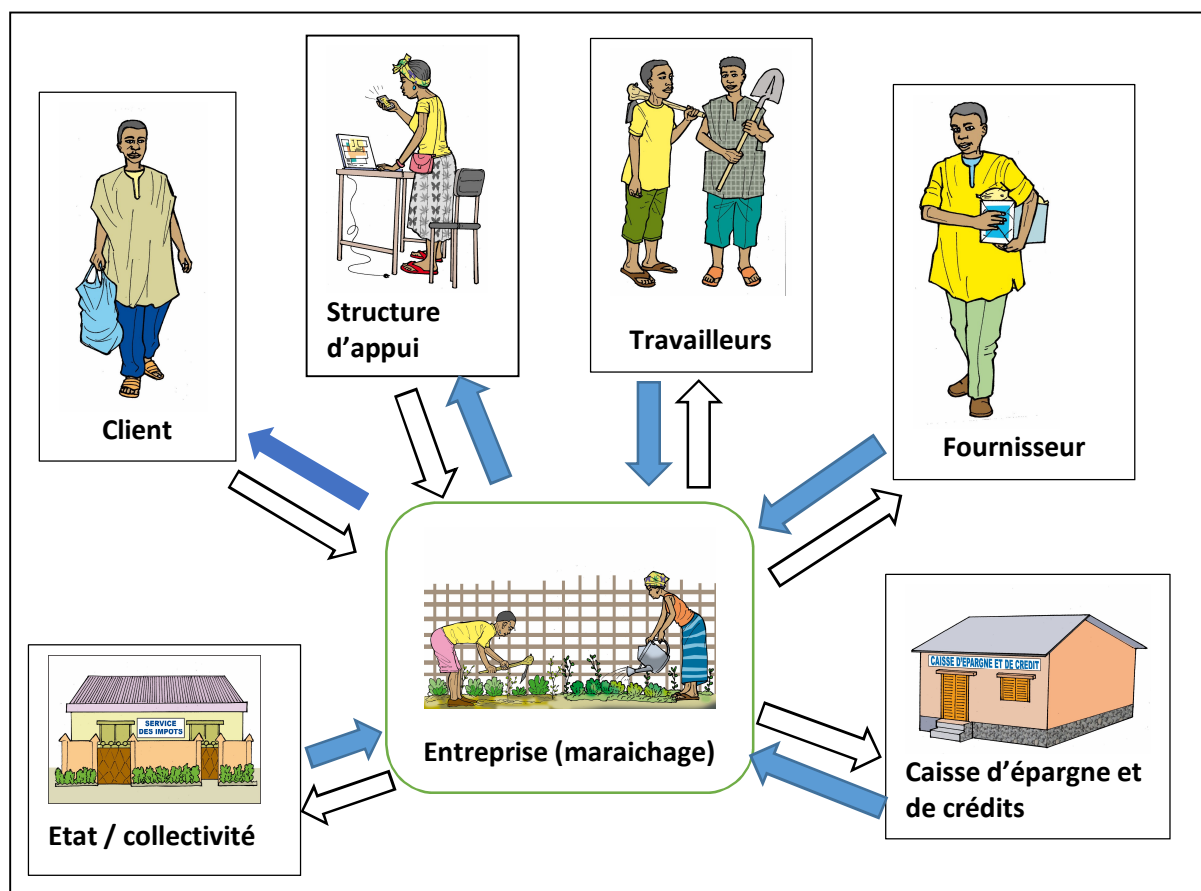 Client
Structure
d'appui
Travailleurs
Fournisseur
SERVICE
DES IMPOTS
Etat / collectivité
Entreprise (maraichage)
CAISSE D'EPARGNE ET DE CREDIT
Caisse d'épargne et
de crédits